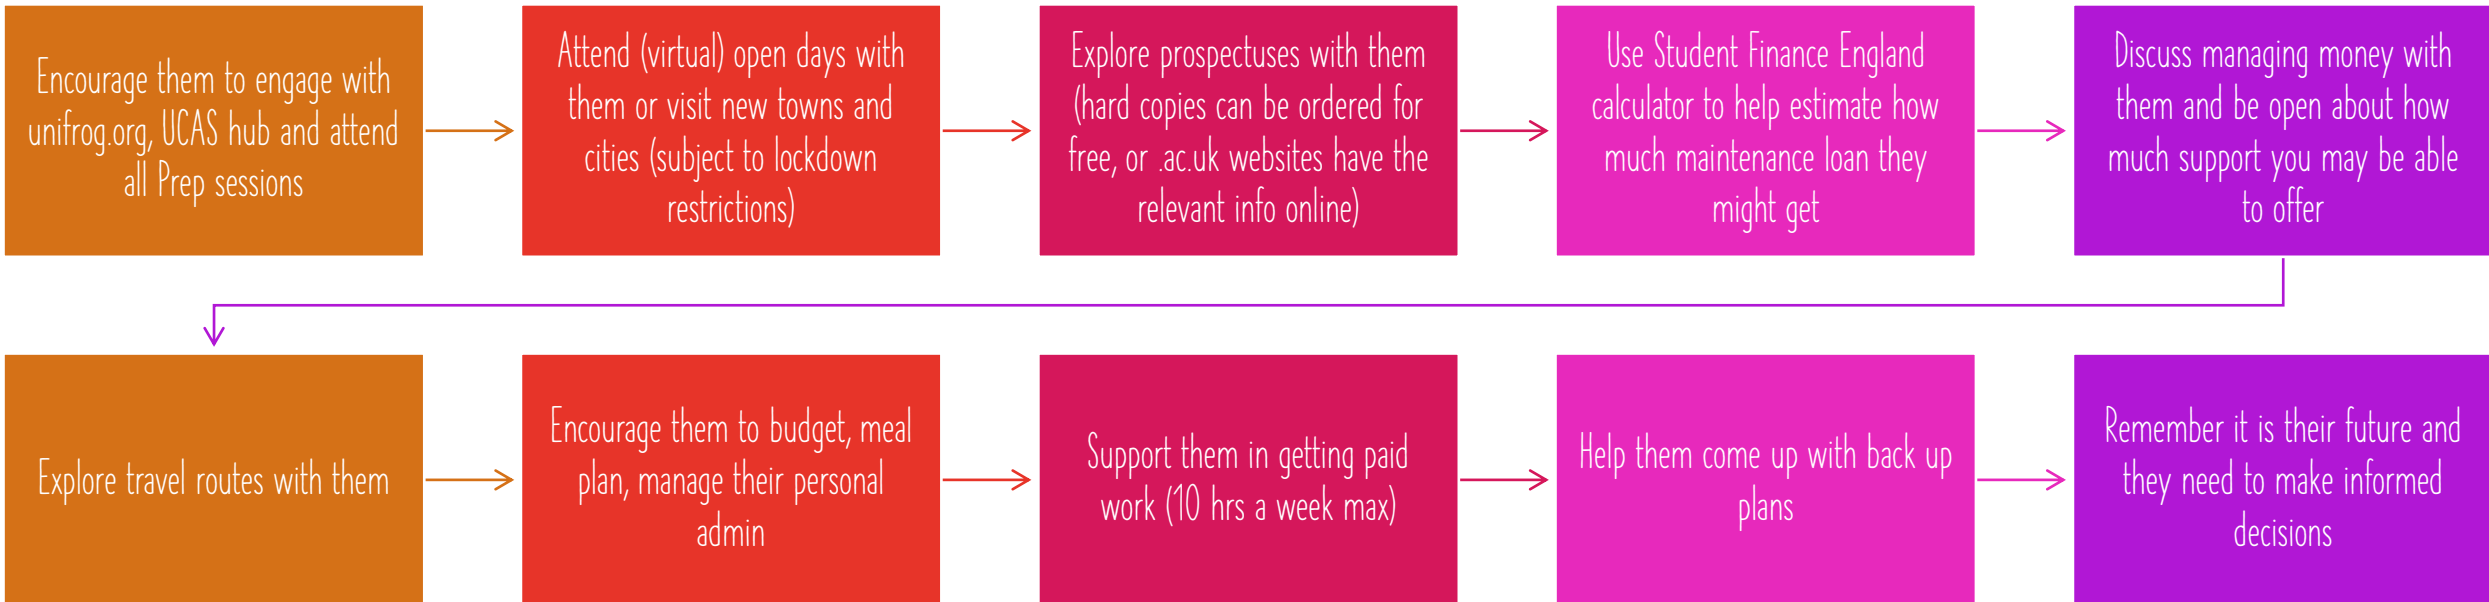 Encourage them to engage with
unifrog.org, UCAS hub and attend
all Prep sessions
Attend (virtual) open days with
them or visit new towns and
cities (subject to lockdown
restrictions)
Explore prospectuses with them
(hard copies can be ordered for
free, or .ac.uk websites have the
relevant info online)
Use Student Finance England
calculator to help estimate how
much maintenance loan they
might get
Discuss managing money with
them and be open about how
much support you may be able
to offer
Explore travel routes with them
Encourage them to budget, meal
plan, manage their personal
admin
Support them in getting paid
work (10 hrs a week max)
Help them come up with back up
plans
Remember it is their future and
they need to make informed
decisions